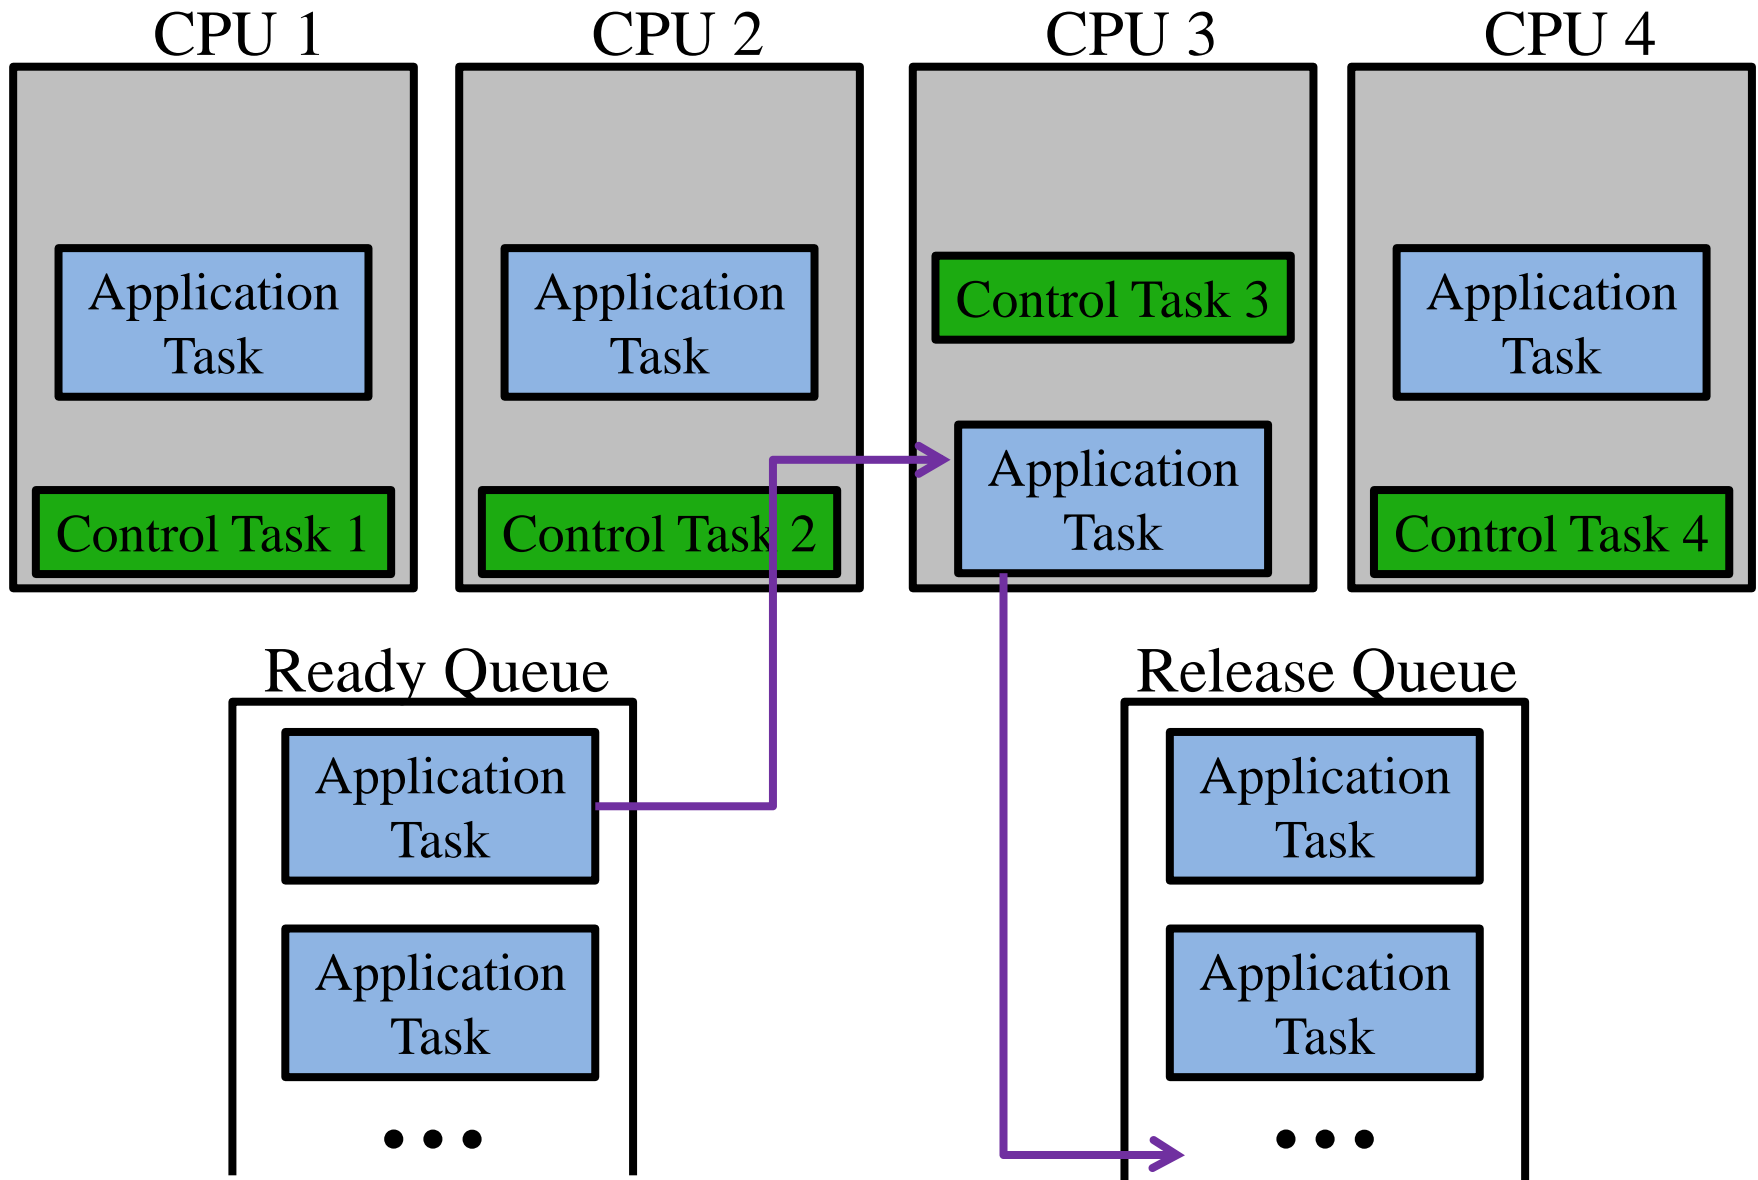 CPU 1
CPU 2
CPU 3
CPU 4
Application
Task
Control Task 1
Application
Task
Control Task 2
Control Task 3
Application
Task
Application
Task
Control Task 4
Ready Queue
Application
Task
Application
Task
•••
Release Queue
Application
Task
Application
Task
•••